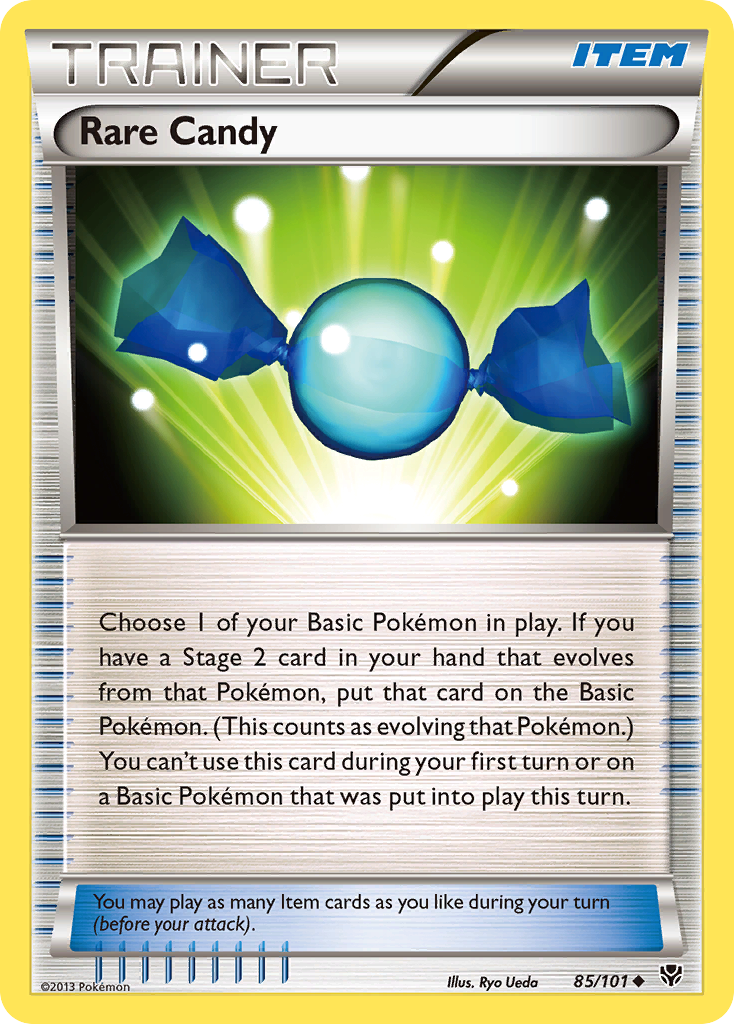 TRAINER
ITEM
Rare Candy
Choose 1 of your Basic Pokémon in play. If you
have a Stage 2 card in your hand that evolves
from that Pokémon, put that card on the Basic
Pokémon. (This counts as evolving that Pokémon.)
You can't use this card during your first turn or on
a Basic Pokémon that was put into play this turn.
You may play as many Item cards as you like during your turn
(before your attack).
©2013 Pokémon
Illus. Ryo Ueda
85/101